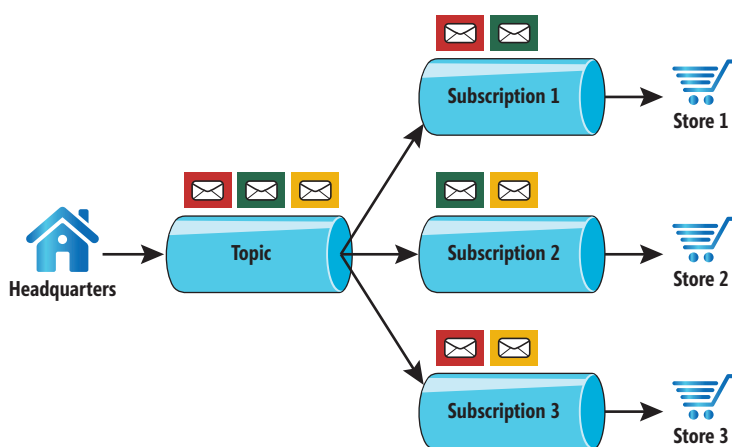 Subscription 1
Store 1
Headquarters
Topic
Subscription 2
Store 2
Subscription 3
Store 3